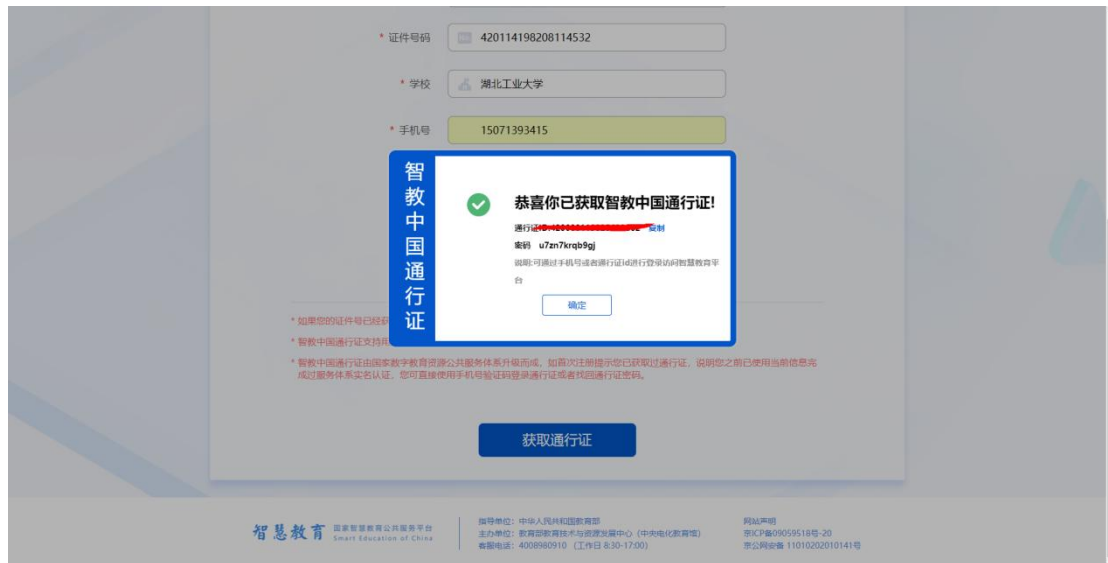 * 证件号码 420114198208114532
* 学校 湖北工业大学
* 手机号 15071393415
智教中国通行证
恭喜你已获取智教中国通行证!
通行证 复制
密码 u7zn7krqb9gj
说明:可通过手机号或者通行证id进行登录访问智慧教育平
台
确定
* 如果您的证件号已经获
* 智教中国通行证支持用
* 智教中国通行证由国家数字教育资源公共服务体系升级而成，如首次注册提示您已获取过通行证，说明您之前已使用当前信息完
成过服务体系实名认证，您可直接使用手机号验证码登录通行证或者找回通行证密码。
获取通行证
智慧教育 国家智慧教育公共服务平台
Smart Education of China
指导单位：中华人民共和国教育部
主办单位：教育部教育技术与资源发展中心（中央电化教育馆）
客服电话：4008980910 （工作日 8:30-17:00）
网站声明
京ICP备09059518号-20
京公网安备 11010202010141号